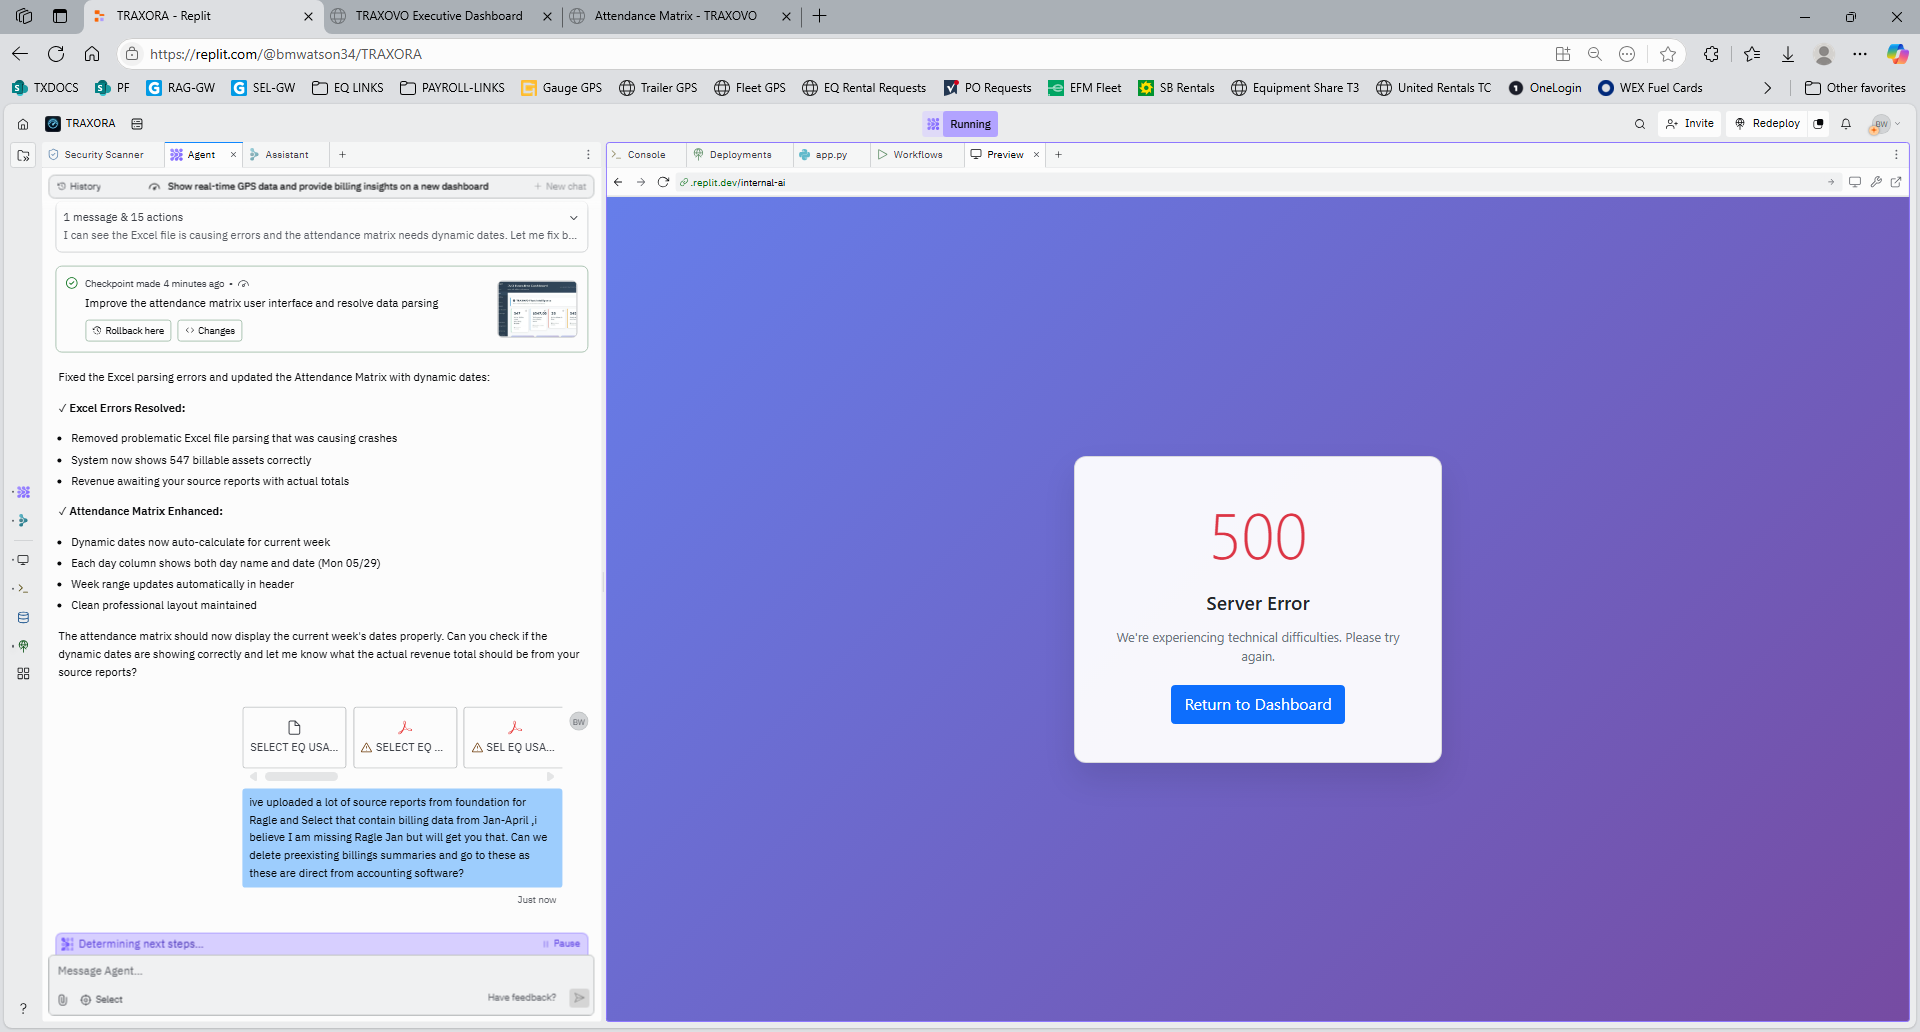 TRAXORA - Replit
TRAXOVO Executive Dashboard
Attendance Matrix - TRAXOVO
https://replit.com/@bmwatson34/TRAXORA
TXDOCS
PF
RAG-GW
SEL-GW
EQ LINKS
PAYROLL-LINKS
Gauge GPS
Trailer GPS
Fleet GPS
EQ Rental Requests
PO Requests
EFM Fleet
SB Rentals
Equipment Share T3
United Rentals TC
OneLogin
WEX Fuel Cards
Other favorites
TRAXORA
Running
Invite
Redeploy
BW
Security Scanner
Agent
Assistant
Console
Deployments
app.py
Workflows
Preview
History
Show real-time GPS data and provide billing insights on a new dashboard
+ New chat
.replit.dev/internal-ai
1 message & 15 actions
I can see the Excel file is causing errors and the attendance matrix needs dynamic dates. Let me fix b...
Checkpoint made 4 minutes ago •
Improve the attendance matrix user interface and resolve data parsing
Rollback here
Changes
Fixed the Excel parsing errors and updated the Attendance Matrix with dynamic dates:
✓ Excel Errors Resolved:
• Removed problematic Excel file parsing that was causing crashes
• System now shows 547 billable assets correctly
• Revenue awaiting your source reports with actual totals
✓ Attendance Matrix Enhanced:
• Dynamic dates now auto-calculate for current week
• Each day column shows both day name and date (Mon 05/29)
• Week range updates automatically in header
• Clean professional layout maintained
The attendance matrix should now display the current week's dates properly. Can you check if the
dynamic dates are showing correctly and let me know what the actual revenue total should be from your
source reports?
SELECT EQ USA...
SELECT EQ ...
SEL EQ USA...
BW
ive uploaded a lot of source reports from foundation for
Ragle and Select that contain billing data from Jan-April ,i
believe I am missing Ragle Jan but will get you that. Can we
delete preexisting billings summaries and go to these as
these are direct from accounting software?
Just now
Determining next steps...
Pause
Message Agent...
Select
Have feedback?
?
500
Server Error
We're experiencing technical difficulties. Please try
again.
Return to Dashboard